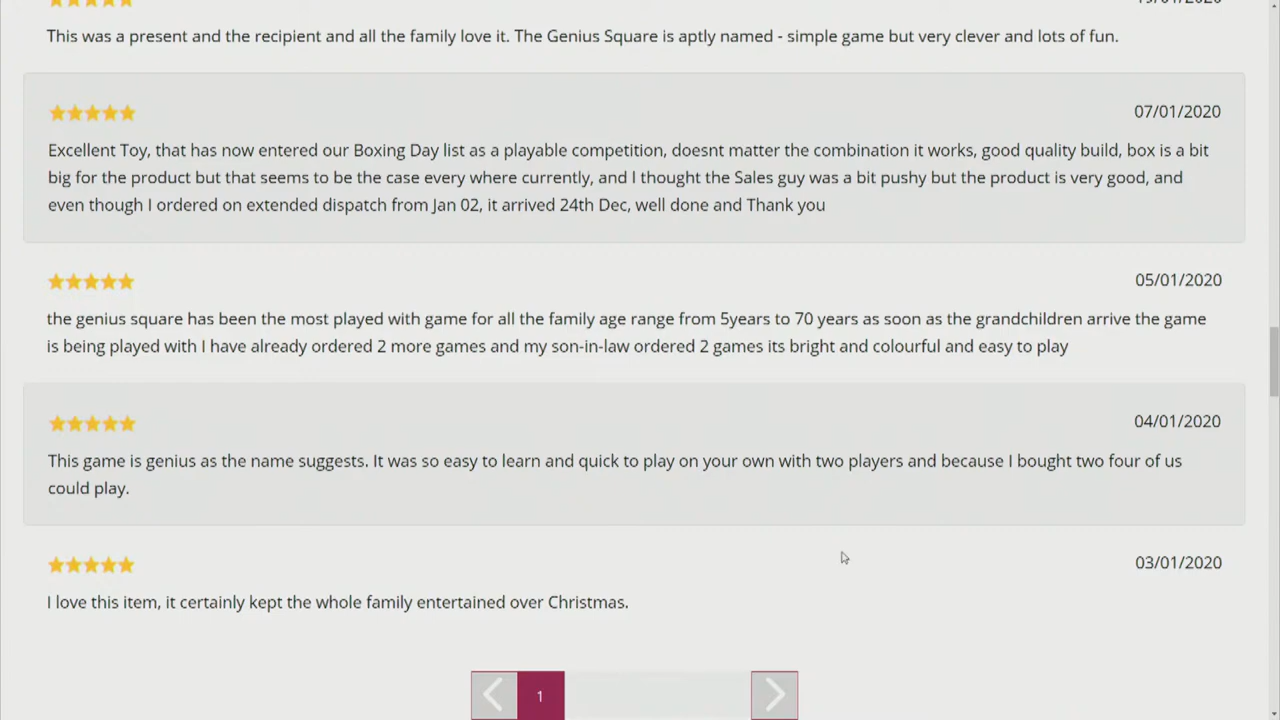 19/01/2020
This was a present and the recipient and all the family love it. The Genius Square is aptly named - simple game but very clever and lots of fun.
07/01/2020
Excellent Toy, that has now entered our Boxing Day list as a playable competition, doesnt matter the combination it works, good quality build, box is a bit
big for the product but that seems to be the case every where currently, and I thought the Sales guy was a bit pushy but the product is very good, and
even though I ordered on extended dispatch from Jan 02, it arrived 24th Dec, well done and Thank you
05/01/2020
the genius square has been the most played with game for all the family age range from 5years to 70 years as soon as the grandchildren arrive the game
is being played with I have already ordered 2 more games and my son-in-law ordered 2 games its bright and colourful and easy to play
04/01/2020
This game is genius as the name suggests. It was so easy to learn and quick to play on your own with two players and because I bought two four of us
could play.
03/01/2020
I love this item, it certainly kept the whole family entertained over Christmas.
1